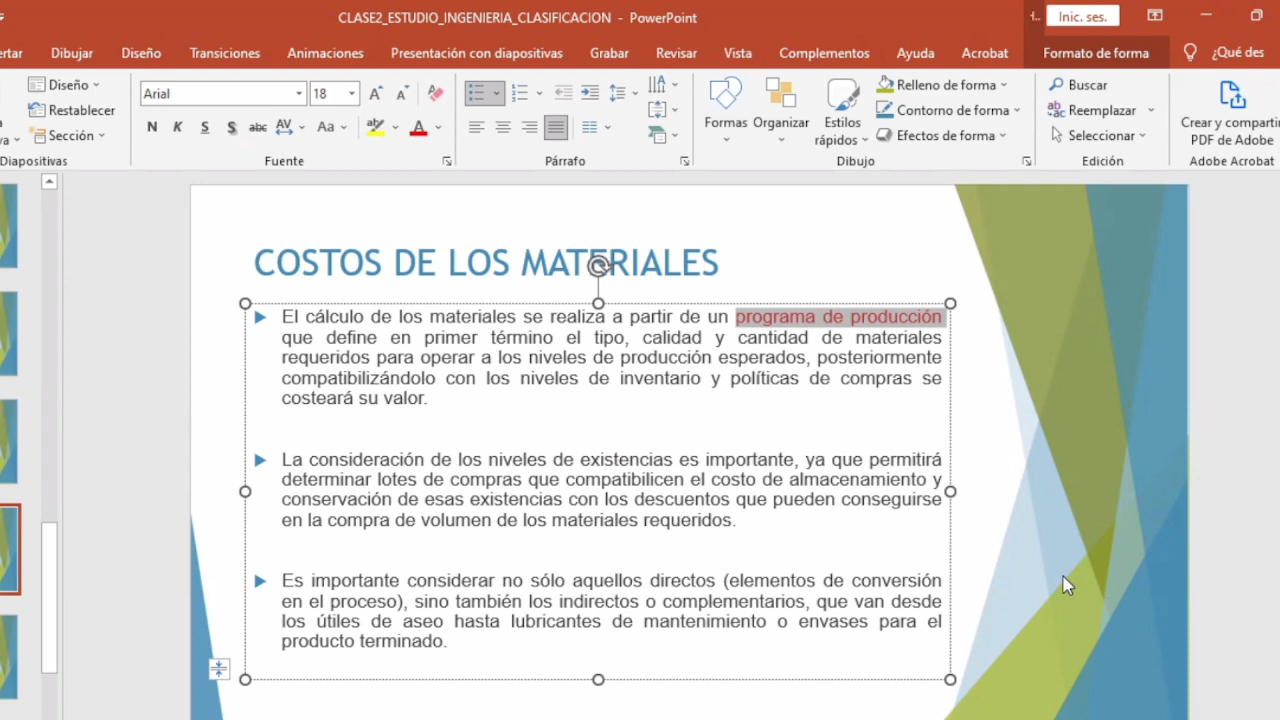 CLASE2_ESTUDIO_INGENIERIA_CLASIFICACION - PowerPoint
Inic. ses.
Dibujar
Diseño
Transiciones
Animaciones
Presentación con diapositivas
Grabar
Revisar
Vista
Complementos
Ayuda
Acrobat
Formato de forma
¿Qué des
Diseño
Restablecer
Sección
Diapositivas
Arial
18
N K S S abc AV Aa A
Fuente
Párrafo
Formas
Organizar
Estilos
rápidos
Relleno de forma
Contorno de forma
Efectos de forma
Dibujo
Buscar
Reemplazar
Seleccionar
Edición
Crear y compartir
PDF de Adobe
Adobe Acrobat
COSTOS DE LOS MATERIALES
El cálculo de los materiales se realiza a partir de un programa de producción
que define en primer término el tipo, calidad y cantidad de materiales
requeridos para operar a los niveles de producción esperados, posteriormente
compatibilizándolo con los niveles de inventario y políticas de compras se
costeará su valor.
La consideración de los niveles de existencias es importante, ya que permitirá
determinar lotes de compras que compatibilicen el costo de almacenamiento y
conservación de esas existencias con los descuentos que pueden conseguirse
en la compra de volumen de los materiales requeridos.
Es importante considerar no sólo aquellos directos (elementos de conversión
en el proceso), sino también los indirectos o complementarios, que van desde
los útiles de aseo hasta lubricantes de mantenimiento o envases para el
producto terminado.